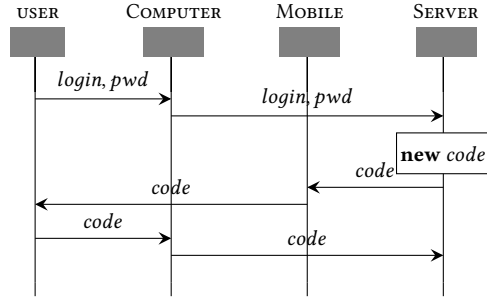 USER COMPUTER MOBILE SERVER
login, pwd
login, pwd
new code
code
code
code
code